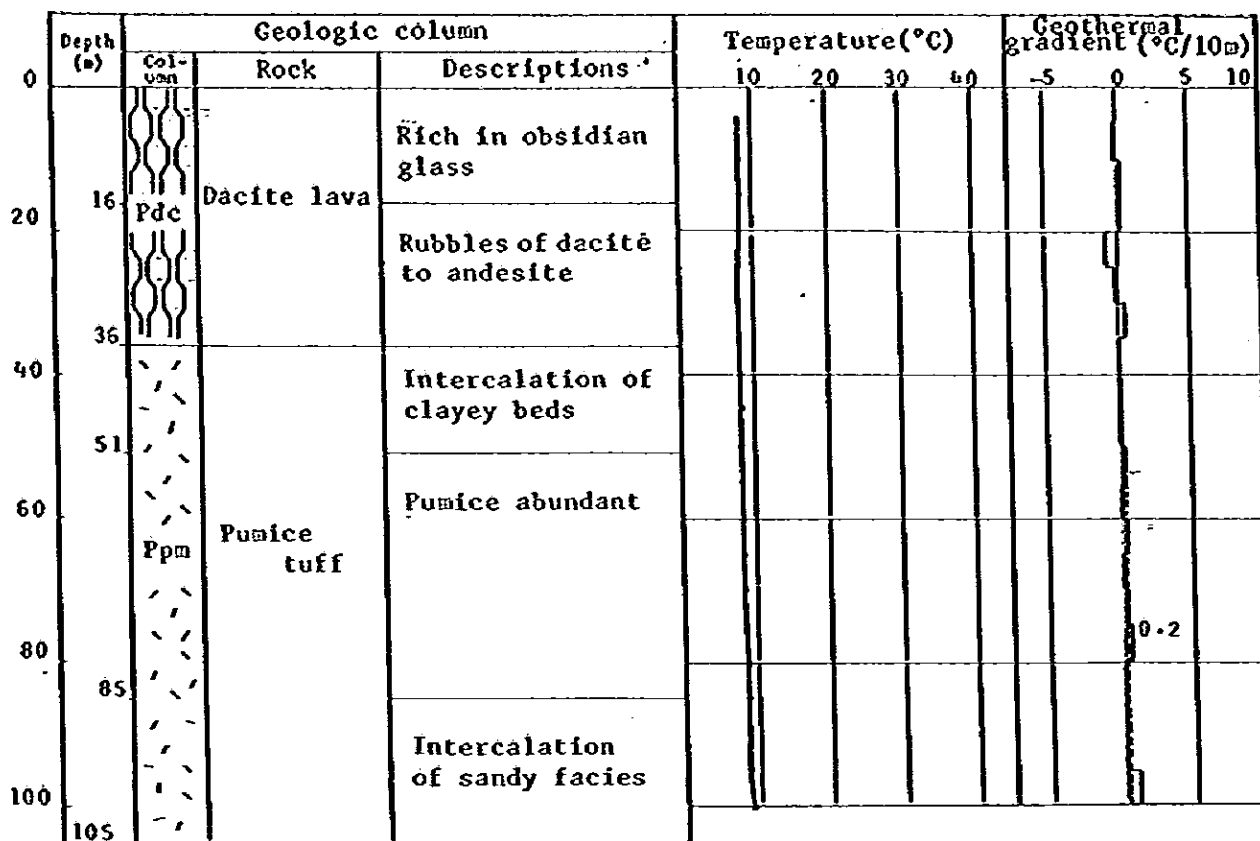 Depth (m)
Geologic column
Temperature(°C)
Geothermal gradient (°C/10m)
Col-umn
Rock
Descriptions
0
10 20 30 40
-5 0 5 10
Rich in obsidian
glass
16
Pdc
Dacite lava
20
Rubbles of dacite
to andesite
36
40
Intercalation of
clayey beds
51
Pumice abundant
60
Ppm
Pumice
tuff
0.2
80
85
Intercalation
of sandy facies
100
105